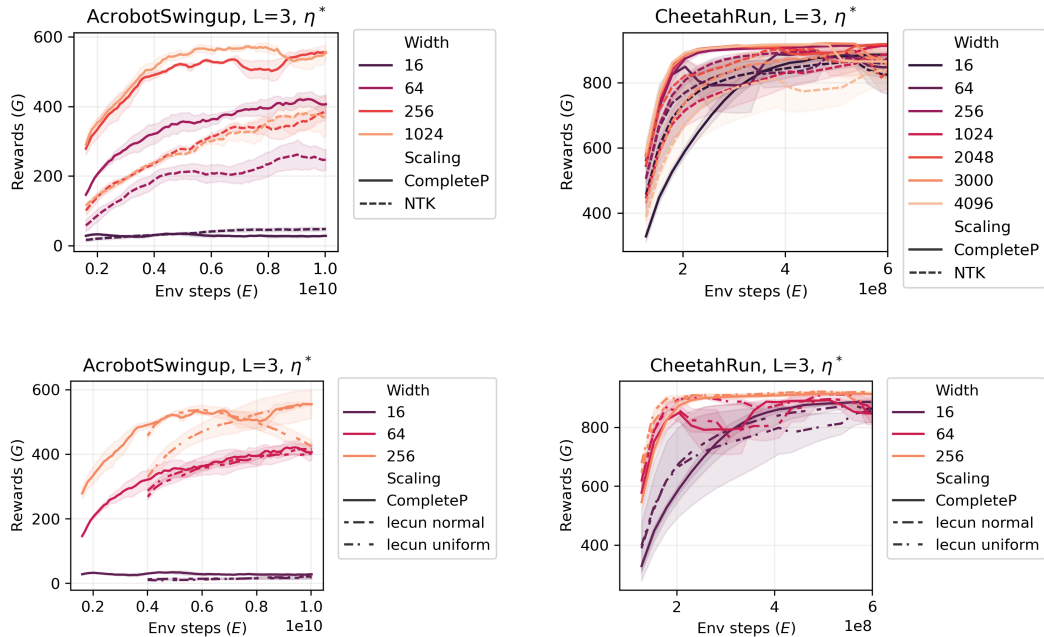 AcrobotSwingup, L=3, η*
Rewards (G)
600
400
200
0
0.2 0.4 0.6 0.8 1.0
Env steps (E)
1e10
Width
16
64
256
1024
Scaling
CompleteP
NTK
CheetahRun, L=3, η*
Rewards (G)
800
600
400
2 4 6
Env steps (E)
1e8
Width
16
64
256
1024
2048
3000
4096
Scaling
CompleteP
NTK
AcrobotSwingup, L=3, η*
Rewards (G)
600
400
200
0
0.2 0.4 0.6 0.8 1.0
Env steps (E)
1e10
Width
16
64
256
Scaling
CompleteP
lecun normal
lecun uniform
CheetahRun, L=3, η*
Rewards (G)
800
600
400
2 4 6
Env steps (E)
1e8
Width
16
64
256
Scaling
CompleteP
lecun normal
lecun uniform